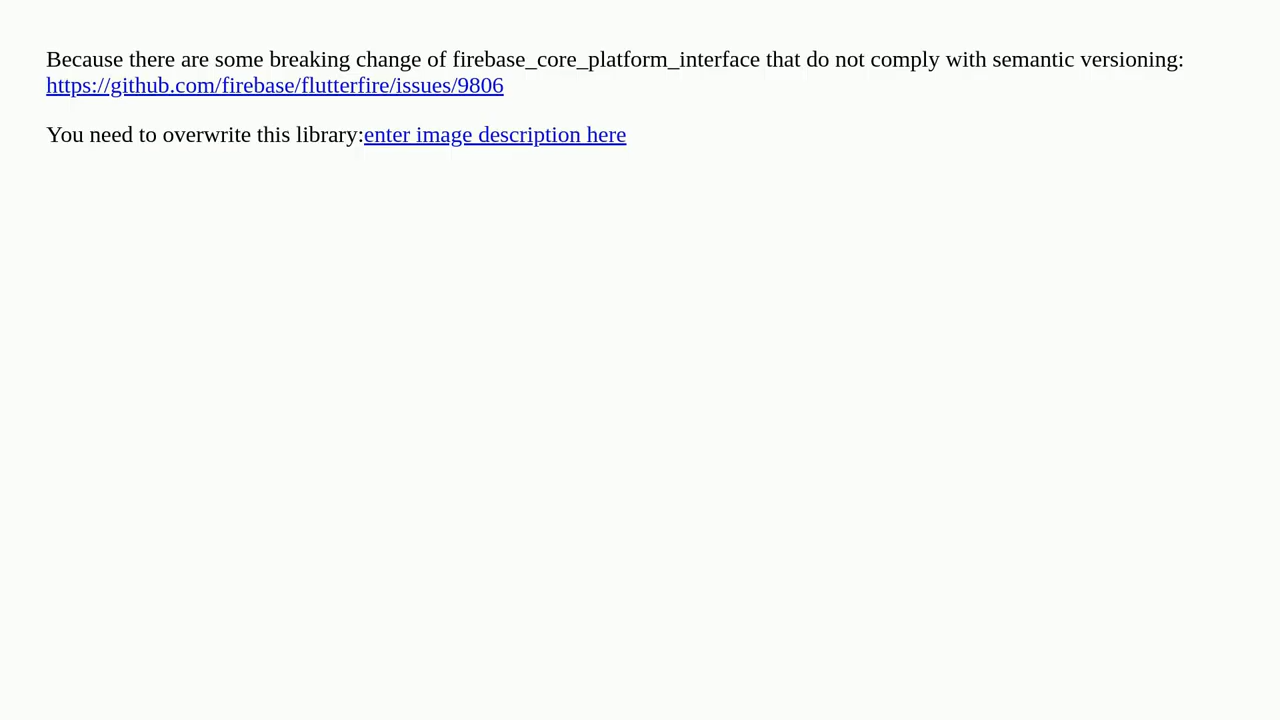 Because there are some breaking change of firebase_core_platform_interface that do not comply with semantic versioning:
https://github.com/firebase/flutterfire/issues/9806
You need to overwrite this library:enter image description here